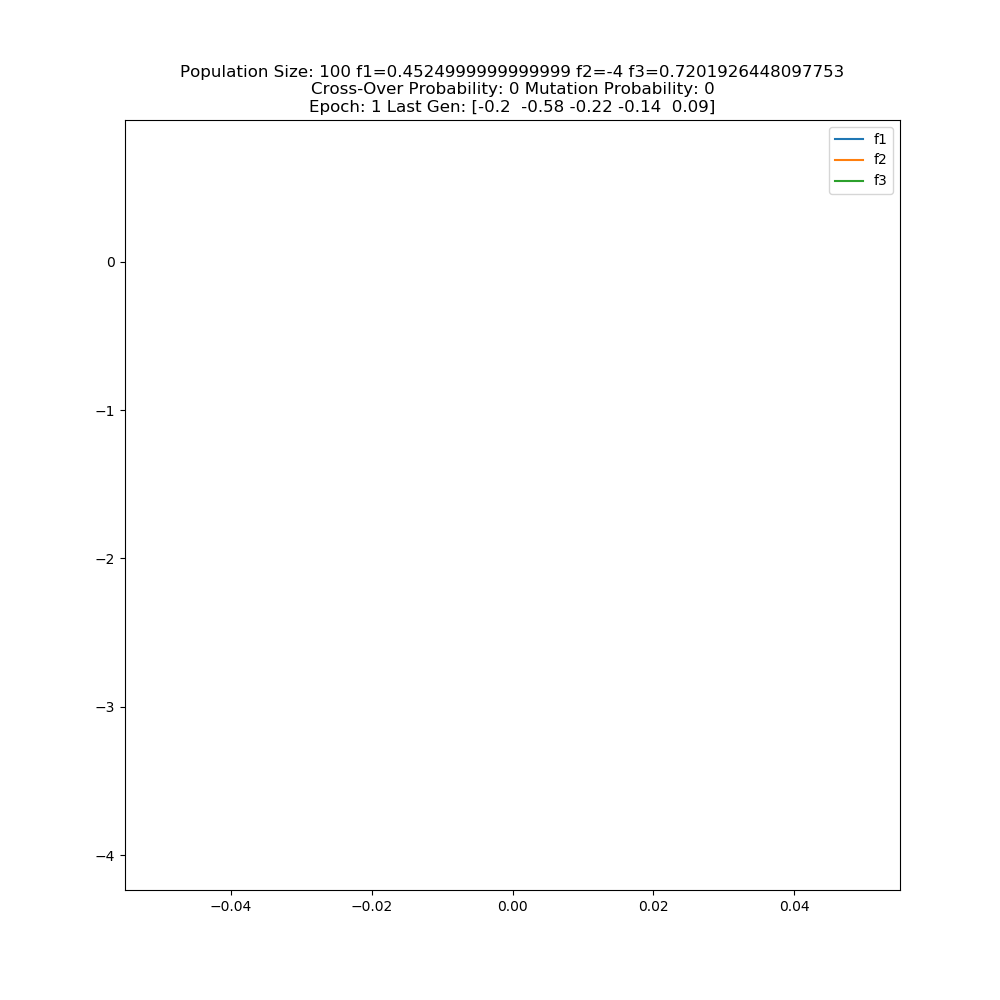 Population Size: 100 f1=0.4524999999999999 f2=-4 f3=0.7201926448097753
Cross-Over Probability: 0 Mutation Probability: 0
Epoch: 1 Last Gen: [-0.2  -0.58 -0.22 -0.14  0.09]
f1
f2
f3
0
−1
−2
−3
−4
−0.04
−0.02
0.00
0.02
0.04